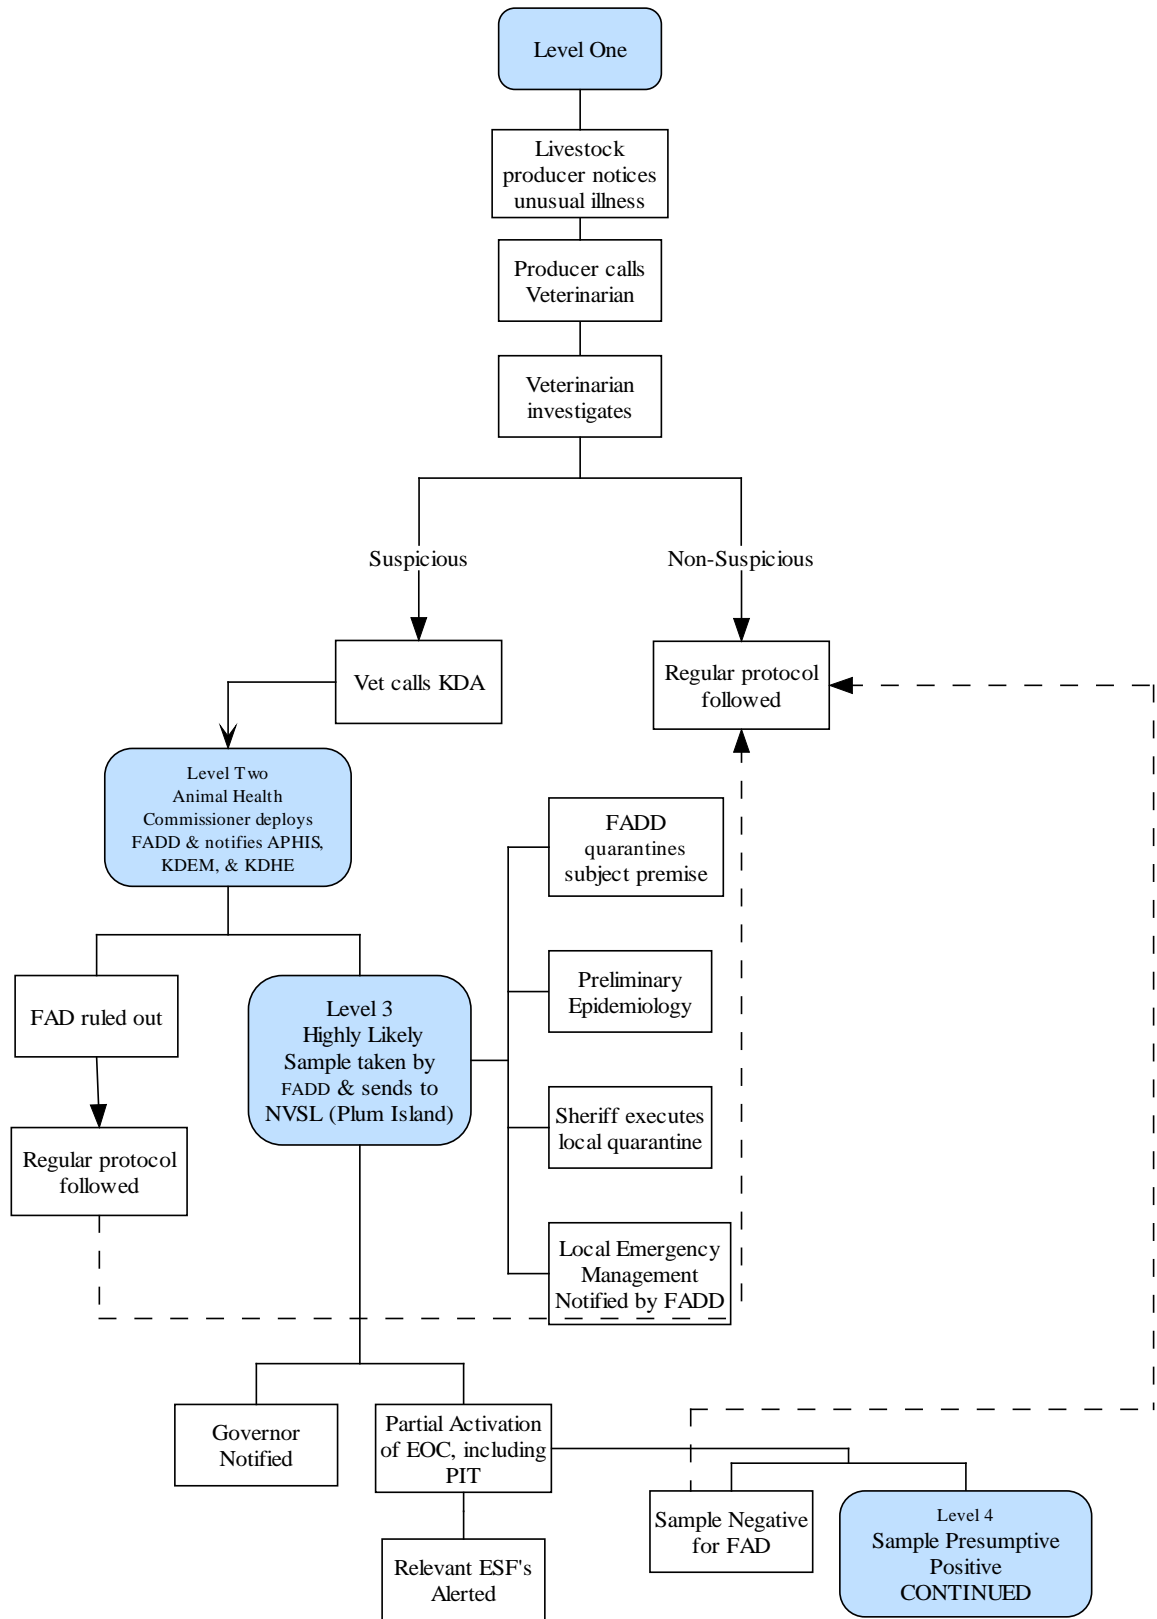 Level One
Livestock
producer notices
unusual illness
Producer calls
Veterinarian
Veterinarian
investigates
Suspicious
Non-Suspicious
Vet calls KDA
Regular protocol
followed
Level Two
Animal Health
Commissioner deploys
FADD & notifies APHIS,
KDEM, & KDHE
FADD
quarantines
subject premise
FAD ruled out
Level 3
Highly Likely
Sample taken by
FADD & sends to
NVSL (Plum Island)
Preliminary
Epidemiology
Sheriff executes
local quarantine
Regular protocol
followed
Local Emergency
Management
Notified by FADD
Governor
Notified
Partial Activation
of EOC, including
PIT
Relevant ESF's
Alerted
Sample Negative
for FAD
Level 4
Sample Presumptive
Positive
CONTINUED